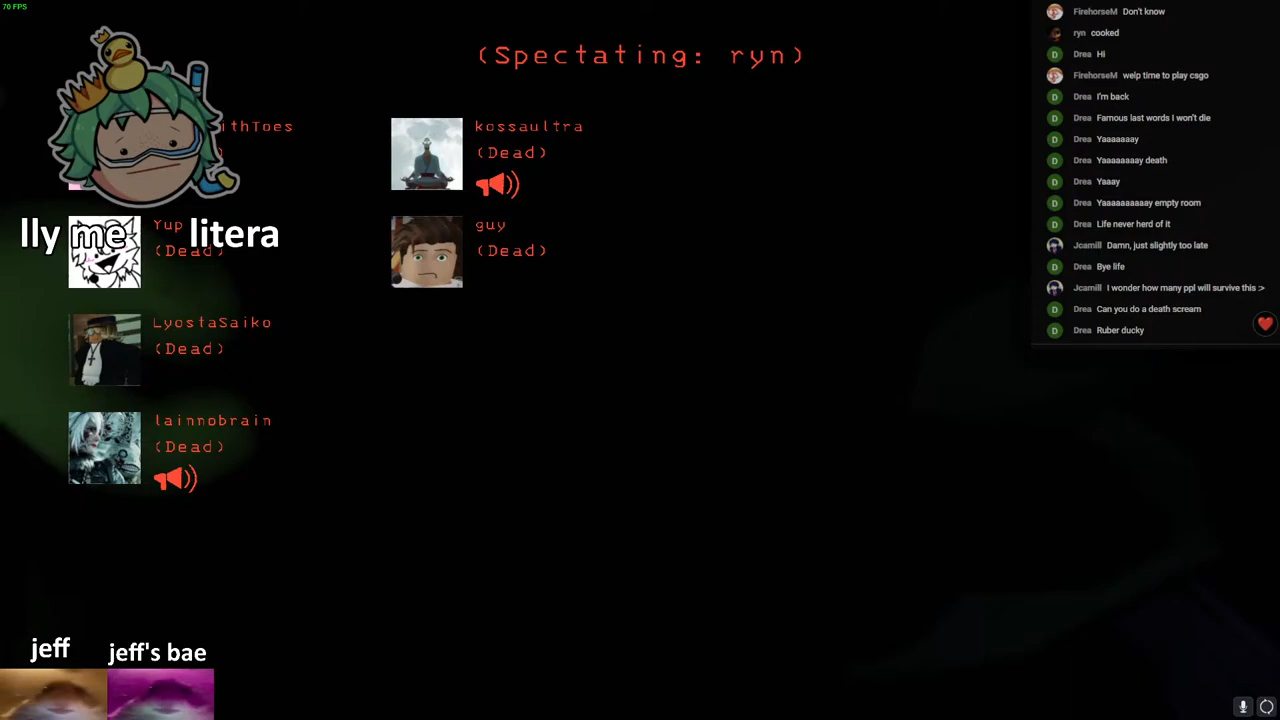 70 FPS
(Spectating: ryn)
ithToes
kossaultra
(Dead)
Yup
(Dead)
lly me litera
guy
(Dead)
LyostaSaiko
(Dead)
lainnobrain
(Dead)
jeff
jeff's bae
FirehorseM Don't know
ryn cooked
D Drea Hi
FirehorseM welp time to play csgo
D Drea I'm back
D Drea Famous last words I won't die
D Drea Yaaaaaaay
D Drea Yaaaaaaaay death
D Drea Yaaay
D Drea Yaaaaaaaaaay empty room
D Drea Life never herd of it
Jcamill Damn, just slightly too late
D Drea Bye life
Jcamill I wonder how many ppl will survive this :>
D Drea Can you do a death scream
D Drea Ruber ducky